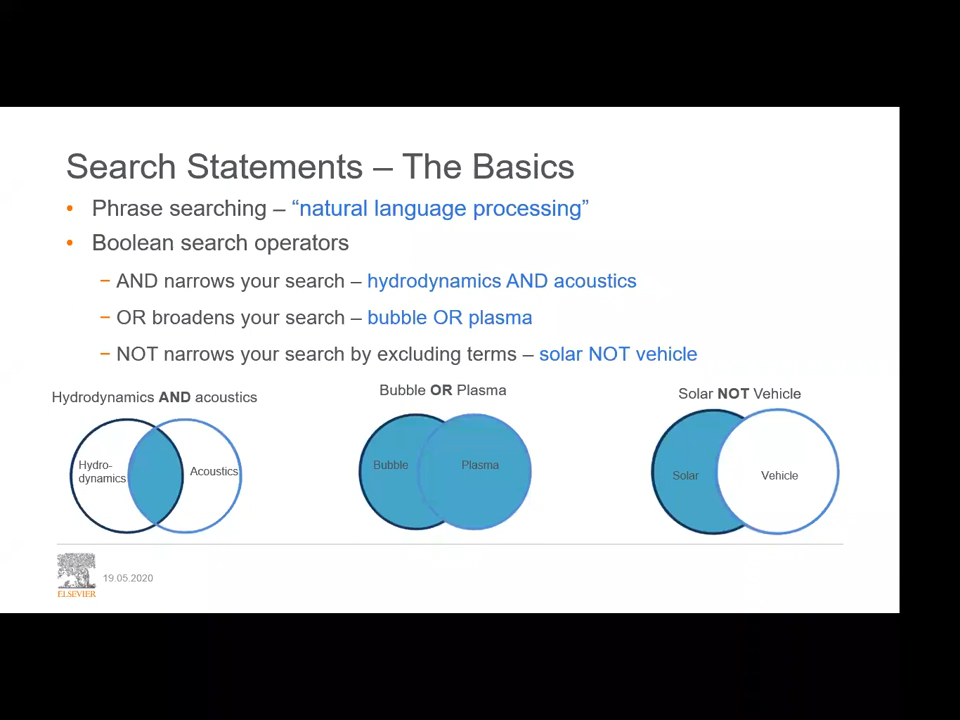 Search Statements – The Basics
• Phrase searching – “natural language processing”
• Boolean search operators
− AND narrows your search – hydrodynamics AND acoustics
− OR broadens your search – bubble OR plasma
− NOT narrows your search by excluding terms – solar NOT vehicle
Hydrodynamics AND acoustics
Bubble OR Plasma
Solar NOT Vehicle
Hydro-
dynamics
Acoustics
Bubble
Plasma
Solar
Vehicle
ELSEVIER
19.05.2020